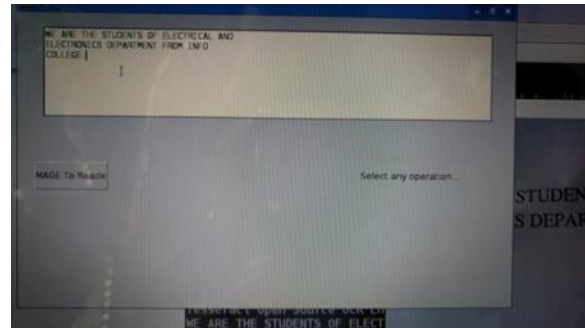 WE ARE THE STUDENTS OF ELECTRICAL AND
ELECTRONICS DEPARTMENT FROM INFO
COLLEGE.
MAGE To Reade
Select any operation...
STUDEN
S DEPAR
Tesseract Open Source OCR En
WE ARE THE STUDENTS OF ELECT